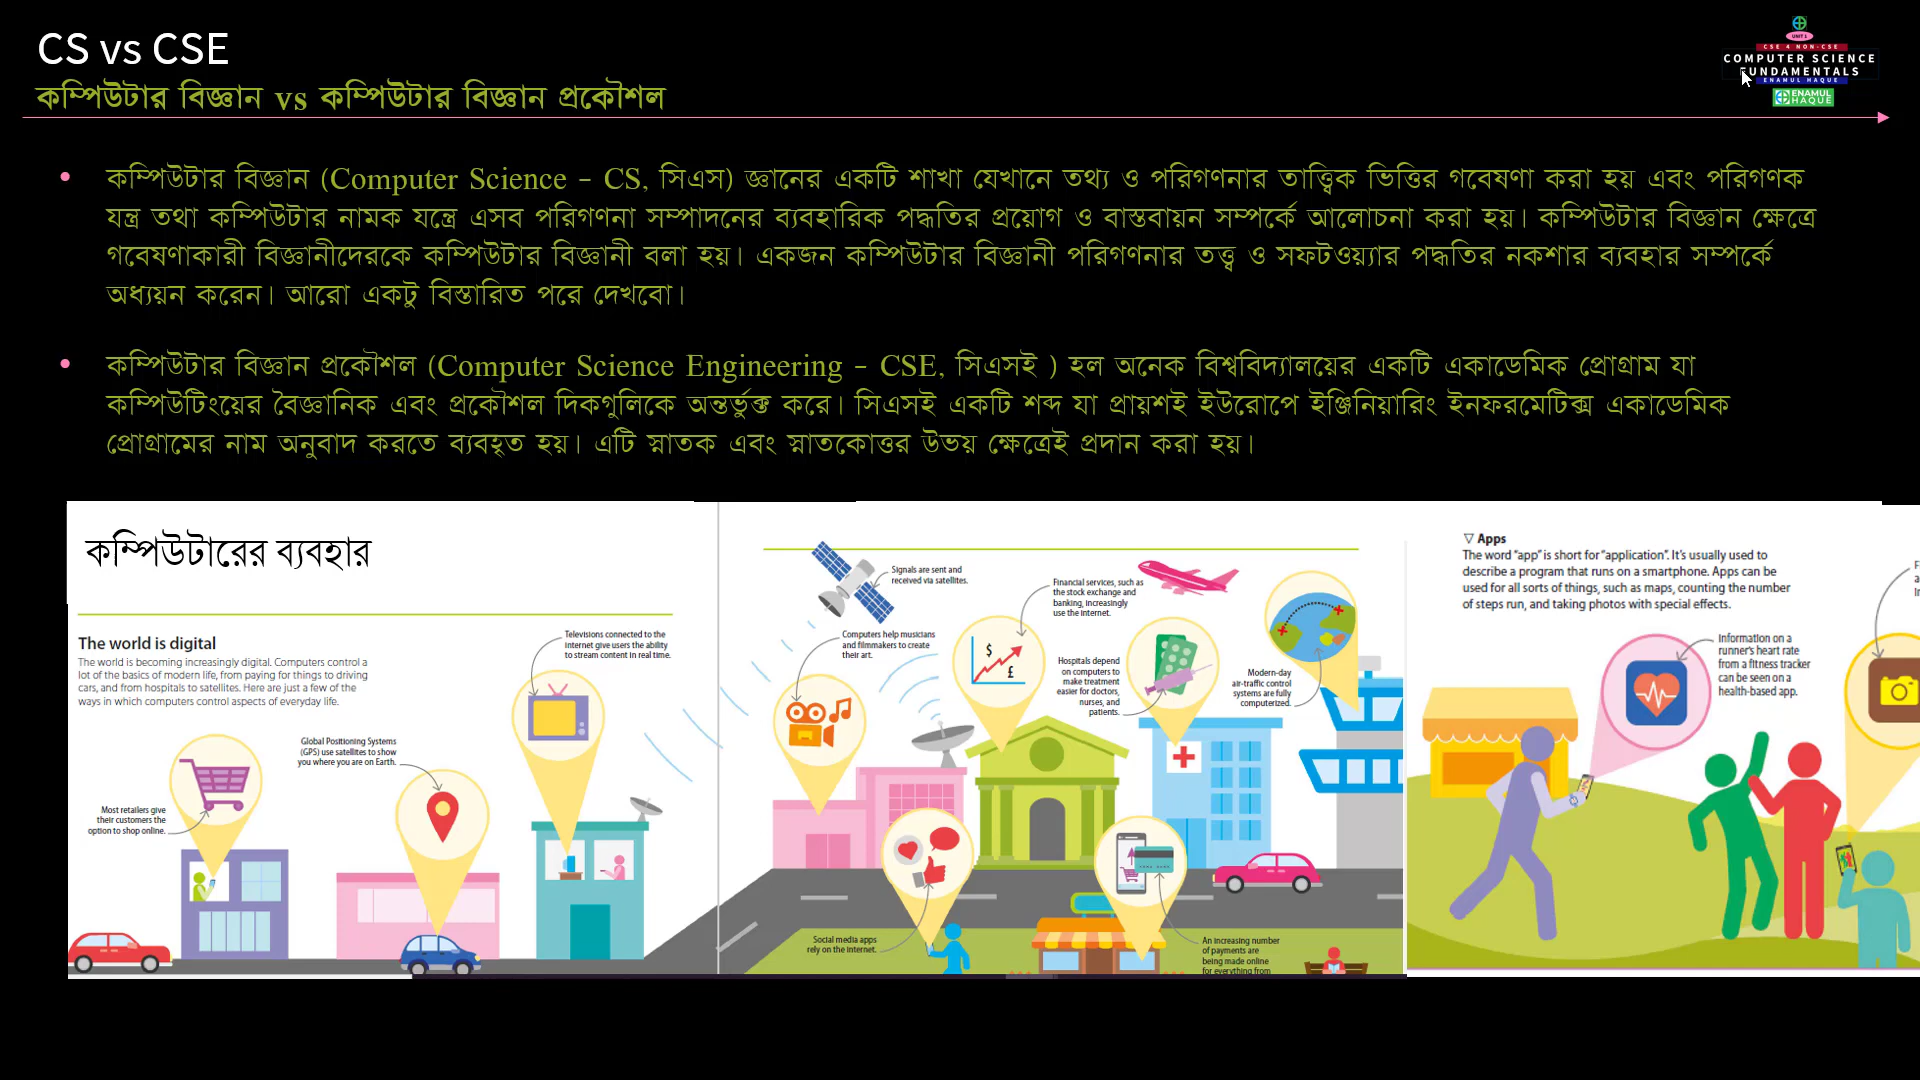 CS vs CSE
কম্পিউটার বিজ্ঞান vs কম্পিউটার বিজ্ঞান প্রকৌশল
UNIT 1
CSE 4 NON-CSE
COMPUTER SCIENCE
FUNDAMENTALS
ENAMUL HAQUE
ENAMUL
HAQUE
কম্পিউটার বিজ্ঞান (Computer Science – CS, সিএস) জ্ঞানের একটি শাখা যেখানে তথ্য ও পরিগণনার তাত্ত্বিক ভিত্তির গবেষণা করা হয় এবং পরিগণক
যন্ত্র তথা কম্পিউটার নামক যন্ত্রে এসব পরিগণনা সম্পাদনের ব্যবহারিক পদ্ধতির প্রয়োগ ও বাস্তবায়ন সম্পর্কে আলোচনা করা হয়। কম্পিউটার বিজ্ঞান ক্ষেত্রে
গবেষণাকারী বিজ্ঞানীদেরকে কম্পিউটার বিজ্ঞানী বলা হয়। একজন কম্পিউটার বিজ্ঞানী পরিগণনার তত্ত্ব ও সফটওয়্যার পদ্ধতির নকশার ব্যবহার সম্পর্কে
অধ্যয়ন করেন। আরো একটু বিস্তারিত পরে দেখবো।
কম্পিউটার বিজ্ঞান প্রকৌশল (Computer Science Engineering – CSE, সিএসই ) হল অনেক বিশ্ববিদ্যালয়ের একটি একাডেমিক প্রোগ্রাম যা
কম্পিউটিংয়ের বৈজ্ঞানিক এবং প্রকৌশল দিকগুলিকে অন্তর্ভুক্ত করে। সিএসই একটি শব্দ যা প্রায়শই ইউরোপে ইঞ্জিনিয়ারিং ইনফরমেটিক্স একাডেমিক
প্রোগ্রামের নাম অনুবাদ করতে ব্যবহৃত হয়। এটি স্নাতক এবং স্নাতকোত্তর উভয় ক্ষেত্রেই প্রদান করা হয়।
কম্পিউটারের ব্যবহার
The world is digital
The world is becoming increasingly digital. Computers control a
lot of the basics of modern life, from paying for things to driving
cars, and from hospitals to satellites. Here are just a few of the
ways in which computers control aspects of everyday life.
Most retailers give
their customers the
option to shop online.
Global Positioning Systems
(GPS) use satellites to show
you where you are on Earth.
Televisions connected to the
internet give users the ability
to stream content in real time.
Signals are sent and
received via satellites.
Computers help musicians
and filmmakers to create
their art.
Financial services, such as
the stock exchange and
banking, increasingly
use the internet.
$
£
Hospitals depend
on computers to
make treatment
easier for doctors,
nurses, and
patients.
Modern-day
air-traffic control
systems are fully
computerized.
Social media apps
rely on the internet.
An increasing number
of payments are
being made online
for everything from
▽ Apps
The word "app" is short for "application". It's usually used to
describe a program that runs on a smartphone. Apps can be
used for all sorts of things, such as maps, counting the number
of steps run, and taking photos with special effects.
Information on a
runner's heart rate
from a fitness tracker
can be seen on a
health-based app.